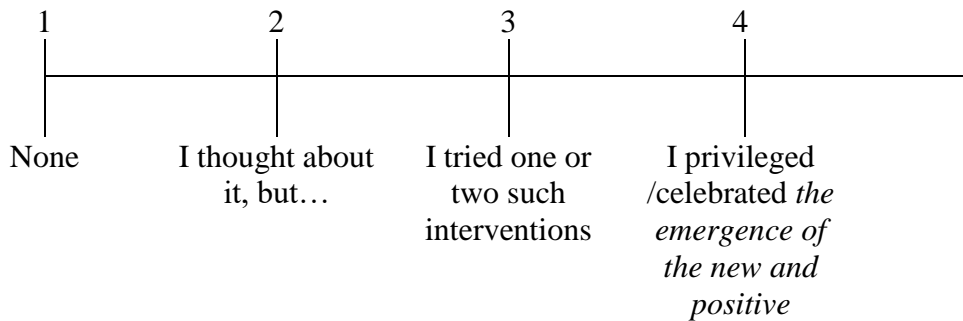 1 2 3 4
None I thought about I tried one or I privileged
it, but… two such /celebrated the
interventions emergence of
the new and
positive